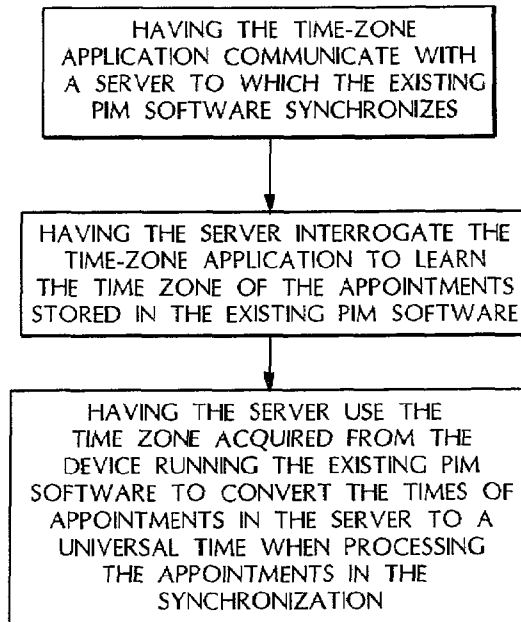 HAVING THE TIME-ZONE
APPLICATION COMMUNICATE WITH
A SERVER TO WHICH THE EXISTING
PIM SOFTWARE SYNCHRONIZES
HAVING THE SERVER INTERROGATE THE
TIME-ZONE APPLICATION TO LEARN
THE TIME ZONE OF THE APPOINTMENTS
STORED IN THE EXISTING PIM SOFTWARE
HAVING THE SERVER USE THE
TIME ZONE ACQUIRED FROM THE
DEVICE RUNNING THE EXISTING PIM
SOFTWARE TO CONVERT THE TIMES OF
APPOINTMENTS IN THE SERVER TO A
UNIVERSAL TIME WHEN PROCESSING
THE APPOINTMENTS IN THE
SYNCHRONIZATION